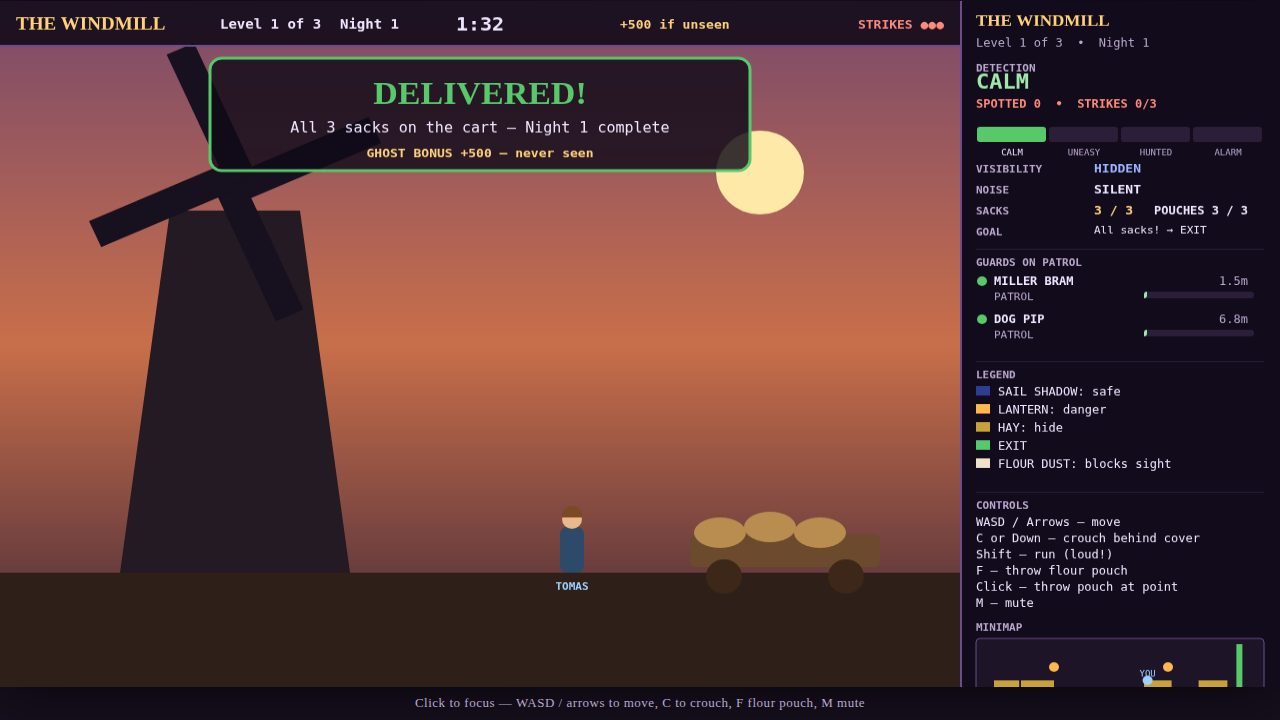 THE WINDMILL
Level 1 of 3 Night 1
1:32
+500 if unseen
STRIKES
DELIVERED!
All 3 sacks on the cart — Night 1 complete
GHOST BONUS +500 — never seen
TOMAS
THE WINDMILL
Level 1 of 3 • Night 1
DETECTION
CALM
SPOTTED 0 • STRIKES 0/3
CALM UNEASY HUNTED ALARM
VISIBILITY HIDDEN
NOISE SILENT
SACKS 3 / 3 POUCHES 3 / 3
GOAL All sacks! → EXIT
GUARDS ON PATROL
MILLER BRAM 1.5m
PATROL
DOG PIP 6.8m
PATROL
LEGEND
SAIL SHADOW: safe
LANTERN: danger
HAY: hide
EXIT
FLOUR DUST: blocks sight
CONTROLS
WASD / Arrows — move
C or Down — crouch behind cover
Shift — run (loud!)
F — throw flour pouch
Click — throw pouch at point
M — mute
MINIMAP
YOU
Click to focus — WASD / arrows to move, C to crouch, F flour pouch, M mute